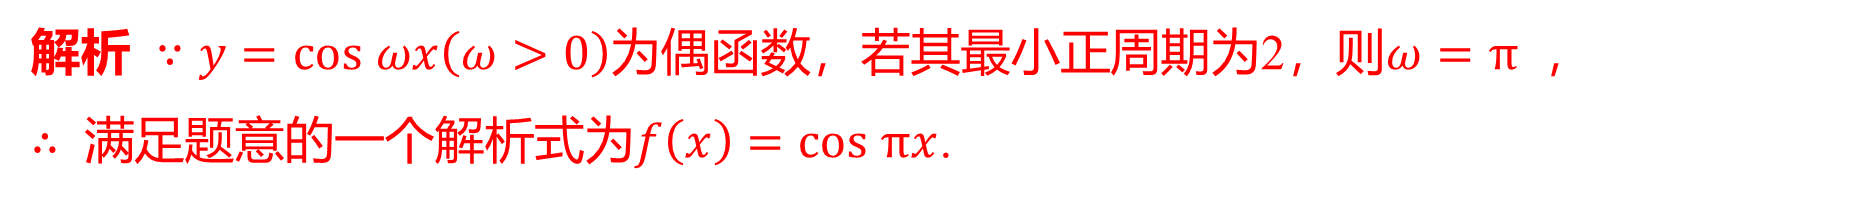 解析 ∵ y = cos ωx(ω > 0)为偶函数，若其最小正周期为2，则ω = π ，
∴ 满足题意的一个解析式为f(x) = cos πx.